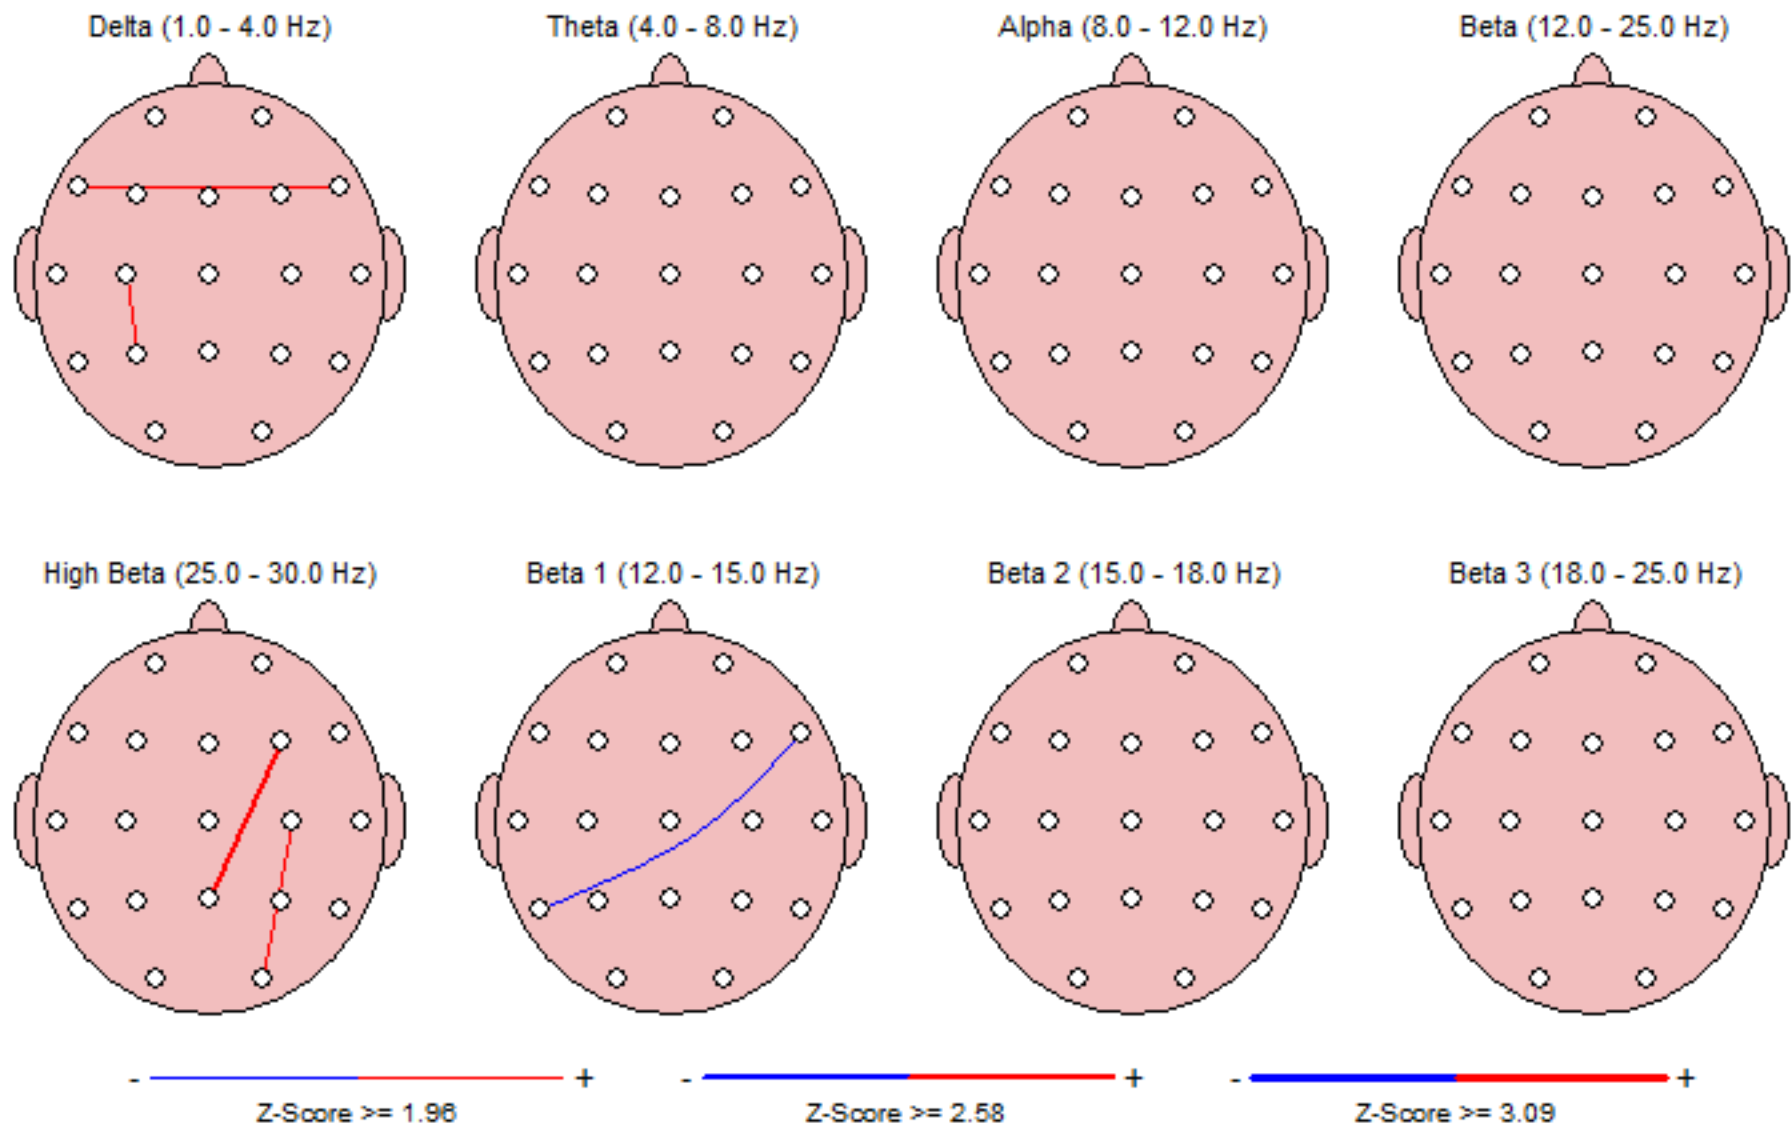 Delta (1.0 - 4.0 Hz) Theta (4.0 - 8.0 Hz) Alpha (8.0 - 12.0 Hz) Beta (12.0 - 25.0 Hz)
High Beta (25.0 - 30.0 Hz) Beta 1 (12.0 - 15.0 Hz) Beta 2 (15.0 - 18.0 Hz) Beta 3 (18.0 - 25.0 Hz)
- + - + - +
Z-Score >= 1.96 Z-Score >= 2.58 Z-Score >= 3.09